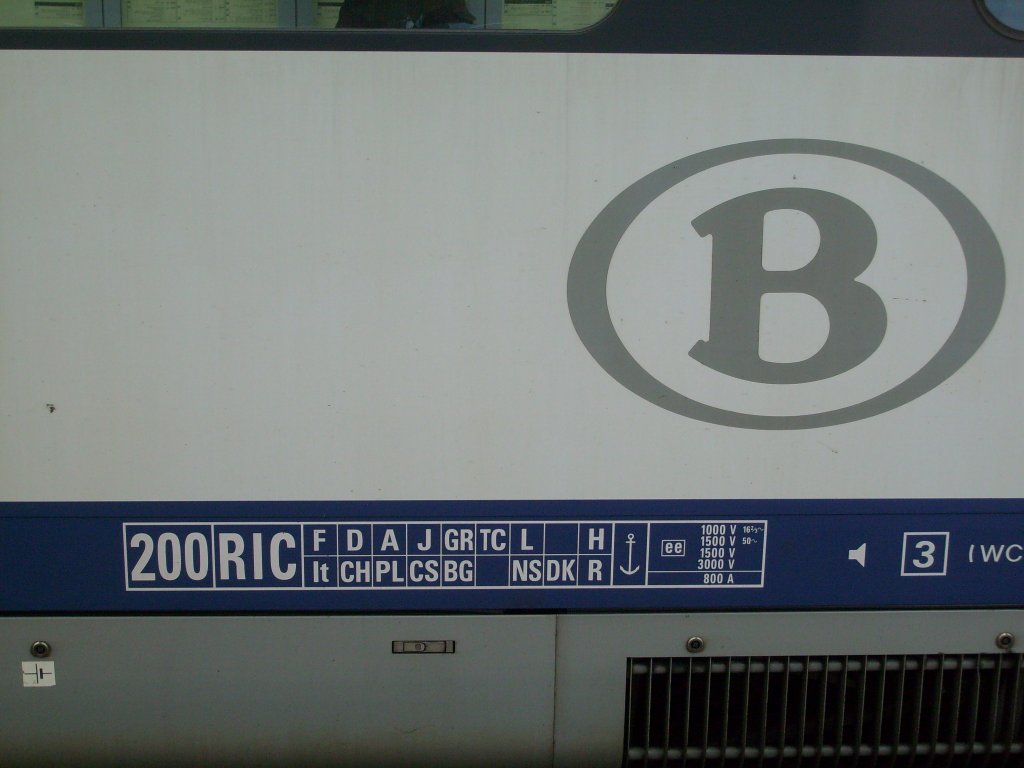 B
200 RIC F D A J GR TC L H
It CH PL CS BG NS DK R
ee
1000 V 16⅔~
1500 V 50~
1500 V
3000 V
800 A
3
(WC